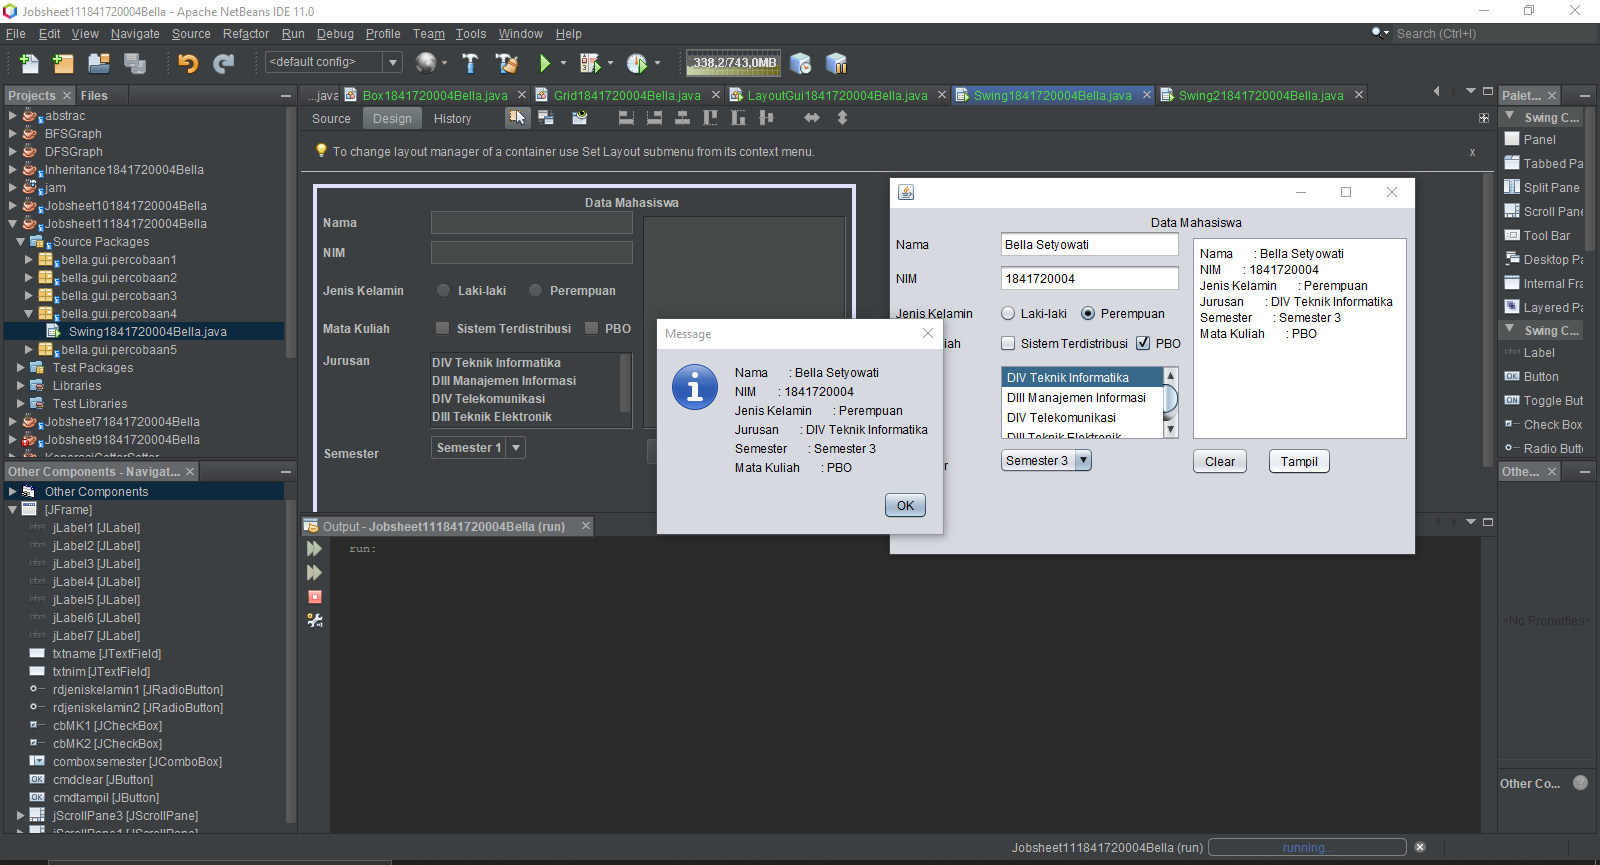 Jobsheet111841720004Bella - Apache NetBeans IDE 11.0
File Edit View Navigate Source Refactor Run Debug Profile Team Tools Window Help
Search (Ctrl+I)
<default config>
338,2/743,0MB
Projects
Files
abstrac
BFSGraph
DFSGraph
Inheritance1841720004Bella
jam
Jobsheet101841720004Bella
Jobsheet111841720004Bella
Source Packages
bella.gui.percobaan1
bella.gui.percobaan2
bella.gui.percobaan3
bella.gui.percobaan4
Swing1841720004Bella.java
bella.gui.percobaan5
Test Packages
Libraries
Test Libraries
Jobsheet71841720004Bella
Jobsheet91841720004Bella
Other Components - Navigat...
Other Components
[JFrame]
jLabel1 [JLabel]
jLabel2 [JLabel]
jLabel3 [JLabel]
jLabel4 [JLabel]
jLabel5 [JLabel]
jLabel6 [JLabel]
jLabel7 [JLabel]
txtname [JTextField]
txtnim [JTextField]
rdjeniskelamin1 [JRadioButton]
rdjeniskelamin2 [JRadioButton]
cbMK1 [JCheckBox]
cbMK2 [JCheckBox]
comboxsemester [JComboBox]
cmdclear [JButton]
cmdtampil [JButton]
jScrollPane3 [JScrollPane]
jScrollPane1 [JScrollPane]
...java Box1841720004Bella.java Grid1841720004Bella.java LayoutGui1841720004Bella.java Swing1841720004Bella.java Swing21841720004Bella.java
Source Design History
To change layout manager of a container use Set Layout submenu from its context menu.
x
Data Mahasiswa
Nama
NIM
Jenis Kelamin Laki-laki Perempuan
Mata Kuliah Sistem Terdistribusi PBO
Jurusan
DIV Teknik Informatika
DIII Manajemen Informasi
DIV Telekomunikasi
DIII Teknik Elektronik
Semester Semester 1
Data Mahasiswa
Nama Bella Setyowati
NIM 1841720004
Jenis Kelamin Laki-laki Perempuan
iah Sistem Terdistribusi PBO
DIV Teknik Informatika
DIII Manajemen Informasi
DIV Telekomunikasi
DIII Teknik Elektronik
r Semester 3
Nama : Bella Setyowati
NIM : 1841720004
Jenis Kelamin : Perempuan
Jurusan : DIV Teknik Informatika
Semester : Semester 3
Mata Kuliah : PBO
Clear Tampil
Message
Nama : Bella Setyowati
NIM : 1841720004
Jenis Kelamin : Perempuan
Jurusan : DIV Teknik Informatika
Semester : Semester 3
Mata Kuliah : PBO
OK
Output - Jobsheet111841720004Bella (run)
run:
Palet...
Swing C...
Panel
Tabbed Pa
Split Pane
Scroll Pane
Tool Bar
Desktop P
Internal Fra
Layered P
Swing C...
label Label
OK Button
ON Toggle But
Check Box
Radio Butt
Othe...
<No Properties>
Other Co...
Jobsheet111841720004Bella (run) running...